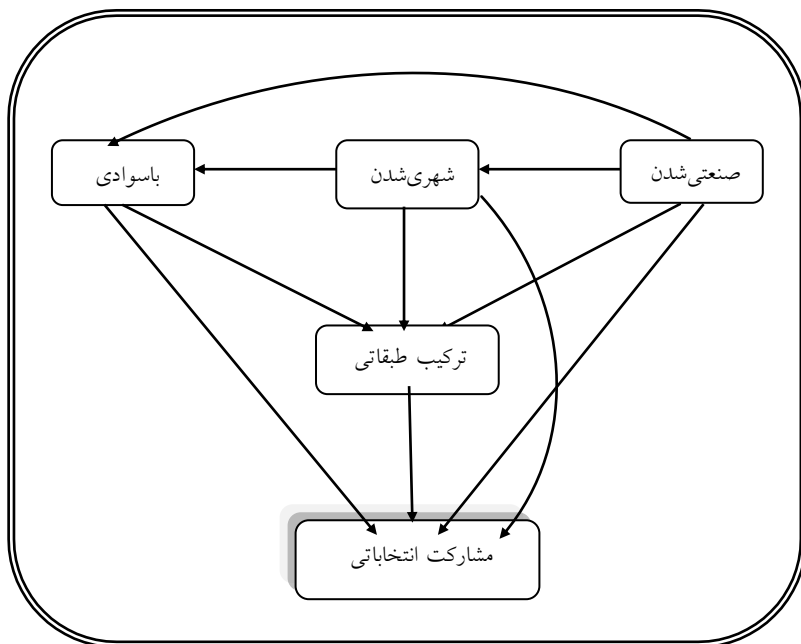 صنعتی‌شدن
شهری‌شدن
باسوادی
ترکیب طبقاتی
مشارکت انتخاباتی